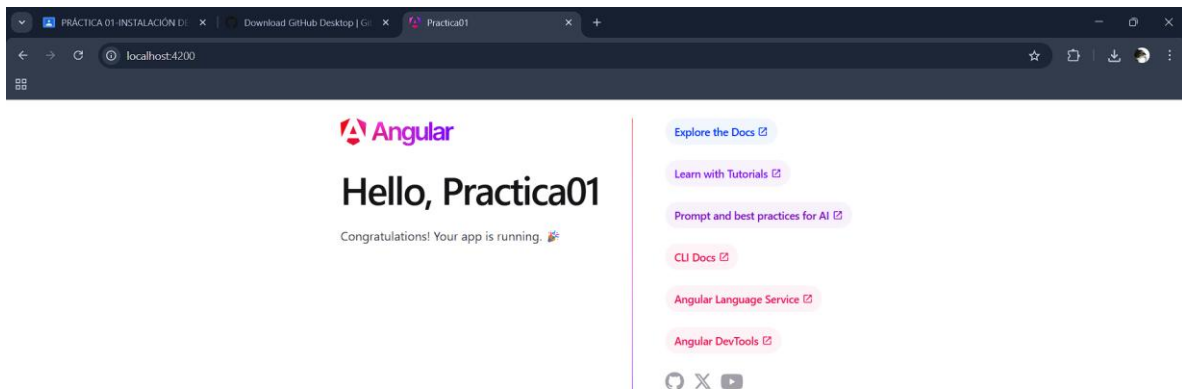 PRÁCTICA 01-INSTALACIÓN DE
Download GitHub Desktop | Git
Practica01
localhost:4200
Angular
Hello, Practica01
Congratulations! Your app is running. 🎉
Explore the Docs
Learn with Tutorials
Prompt and best practices for AI
CLI Docs
Angular Language Service
Angular DevTools